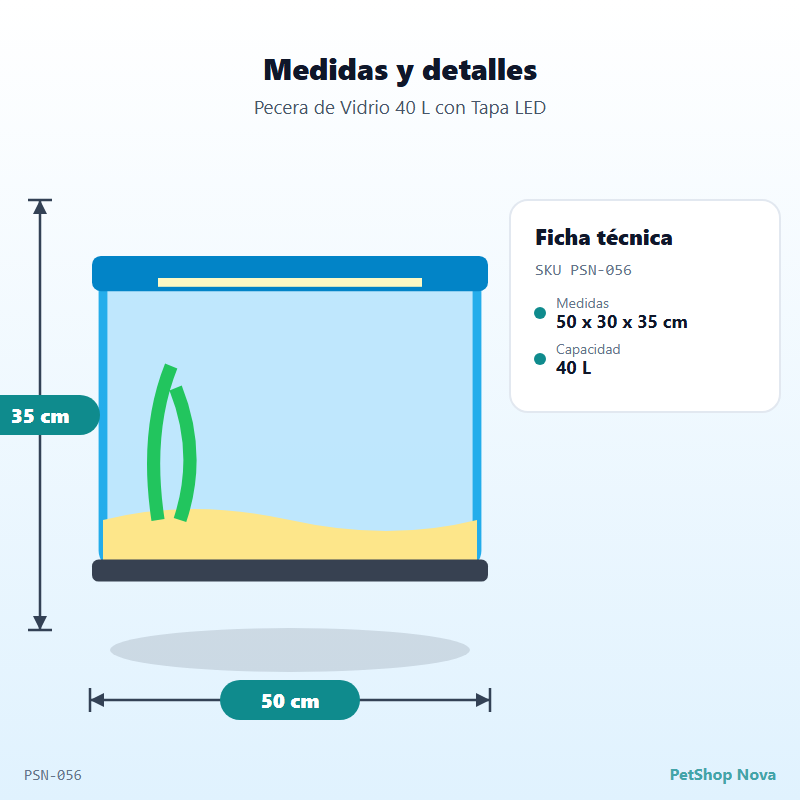 Medidas y detalles
Pecera de Vidrio 40 L con Tapa LED
Ficha técnica
SKU PSN-056
Medidas
50 x 30 x 35 cm
Capacidad
40 L
35 cm
50 cm
PSN-056
PetShop Nova